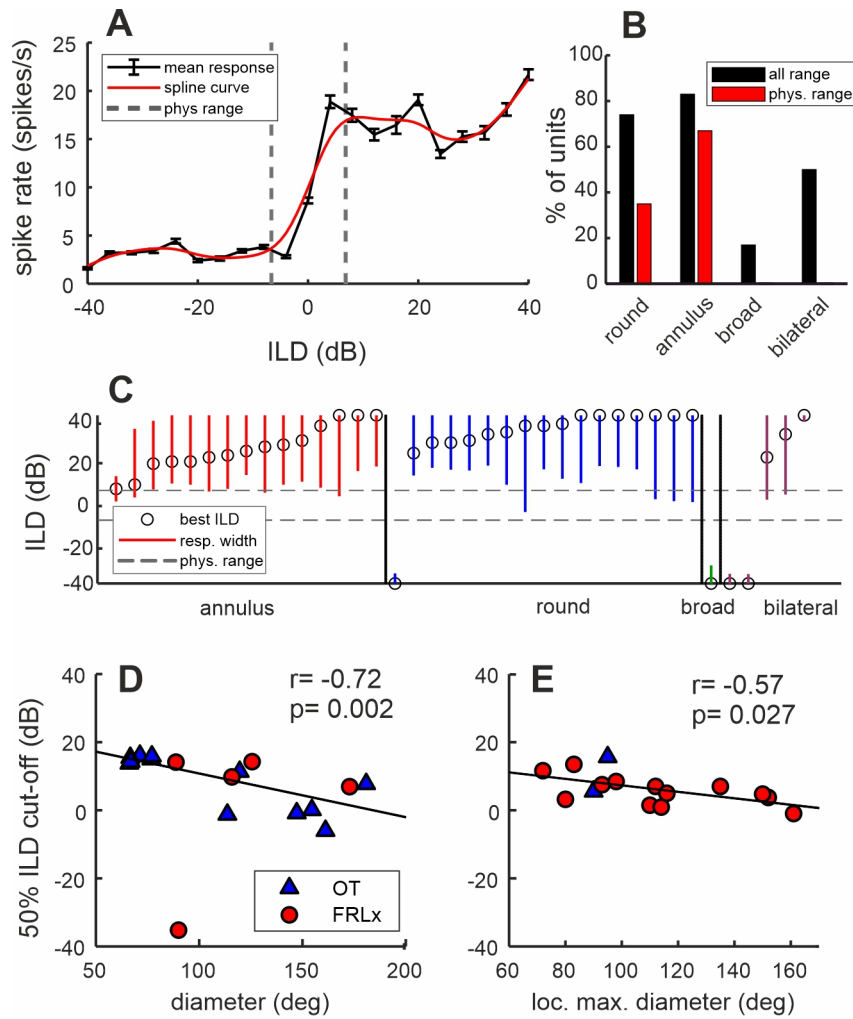 A
25
20
15
10
5
0
spike rate (spikes/s)
mean response
spline curve
phys range
-40
-20
0
20
40
ILD (dB)
B
100
80
60
40
20
0
% of units
all range
phys. range
round
annulus
broad
bilateral
C
40
20
0
-20
-40
ILD (dB)
best ILD
resp. width
phys. range
annulus
round
broad
bilateral
D
r= -0.72
p= 0.002
40
20
0
-20
-40
50% ILD cut-off (dB)
OT
FRLx
50
100
150
200
diameter (deg)
E
r= -0.57
p= 0.027
40
20
0
-20
-40
60
80
100
120
140
160
loc. max. diameter (deg)